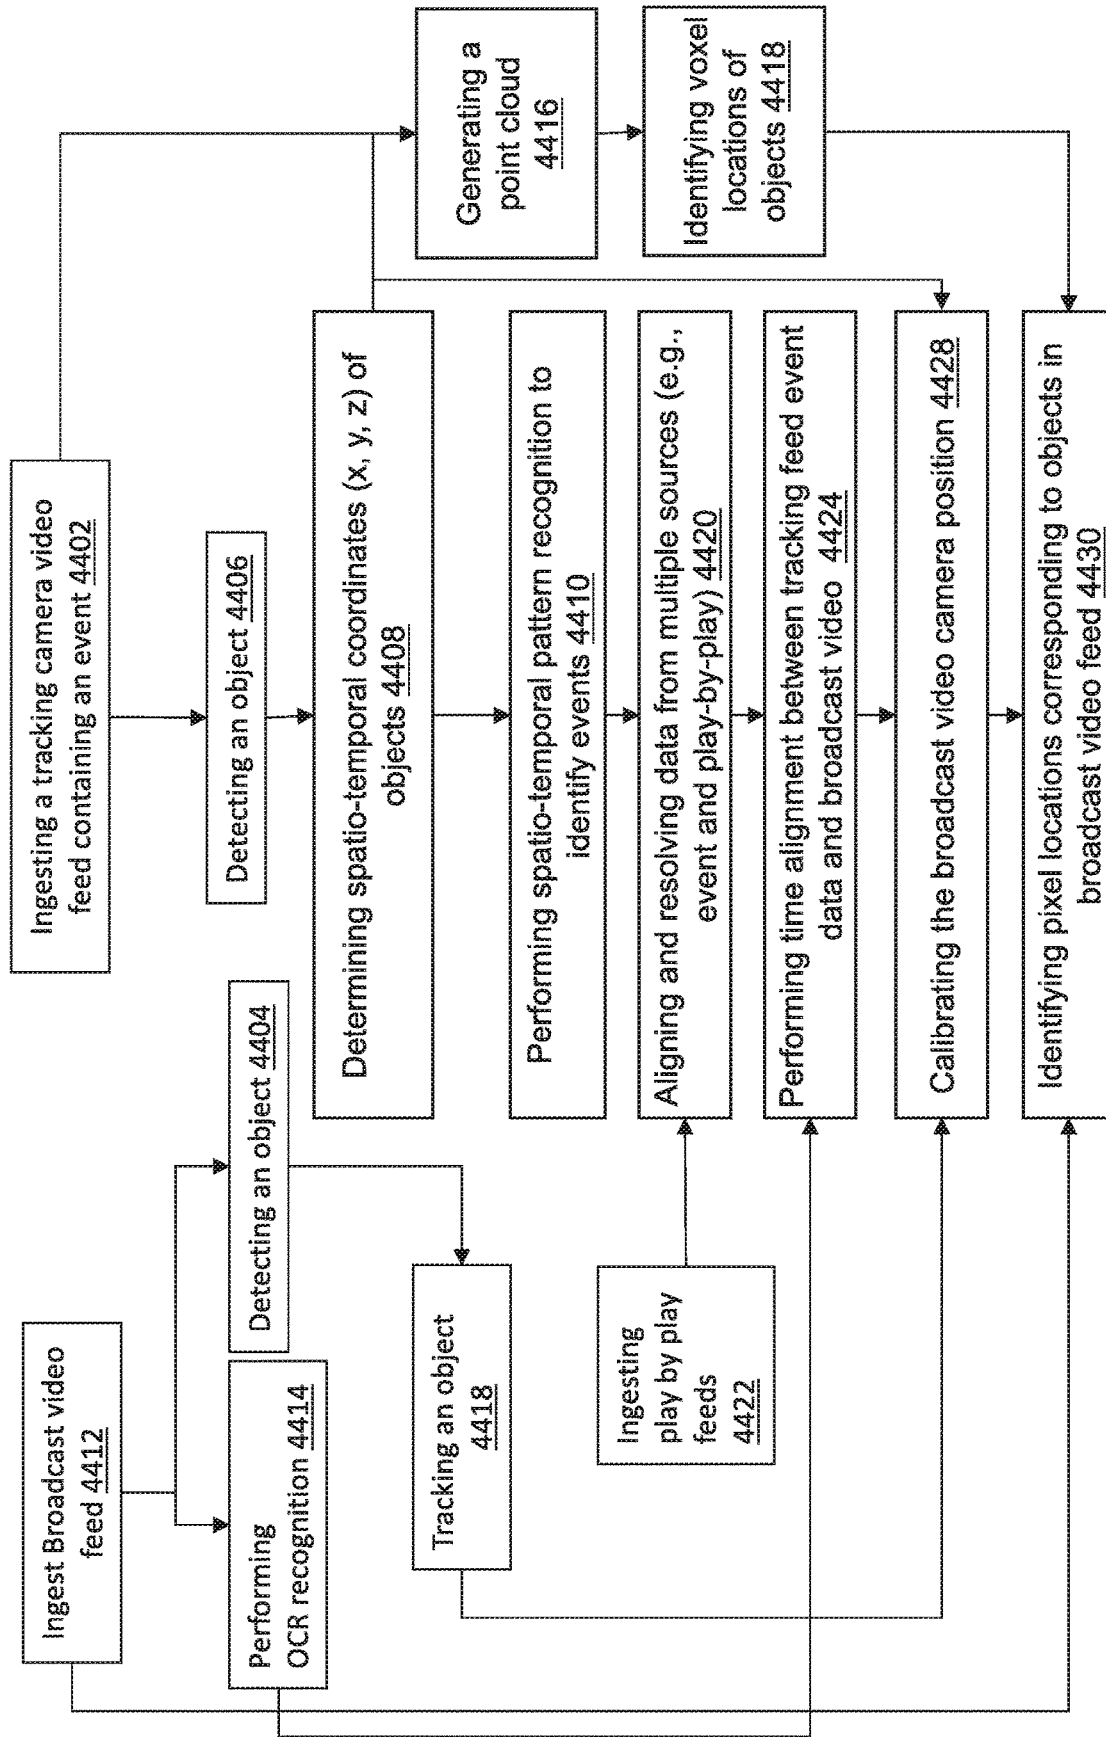 Ingest Broadcast video
feed 4412
Performing
OCR recognition 4414
Detecting an object 4404
Tracking an object
4418
Ingesting
play by play
feeds
4422
Ingesting a tracking camera video
feed containing an event 4402
Detecting an object 4406
Determining spatio-temporal coordinates (x, y, z) of
objects 4408
Performing spatio-temporal pattern recognition to
identify events 4410
Aligning and resolving data from multiple sources (e.g.,
event and play-by-play) 4420
Performing time alignment between tracking feed event
data and broadcast video 4424
Calibrating the broadcast video camera position 4428
Identifying pixel locations corresponding to objects in
broadcast video feed 4430
Generating a
point cloud
4416
Identifying voxel
locations of
objects 4418